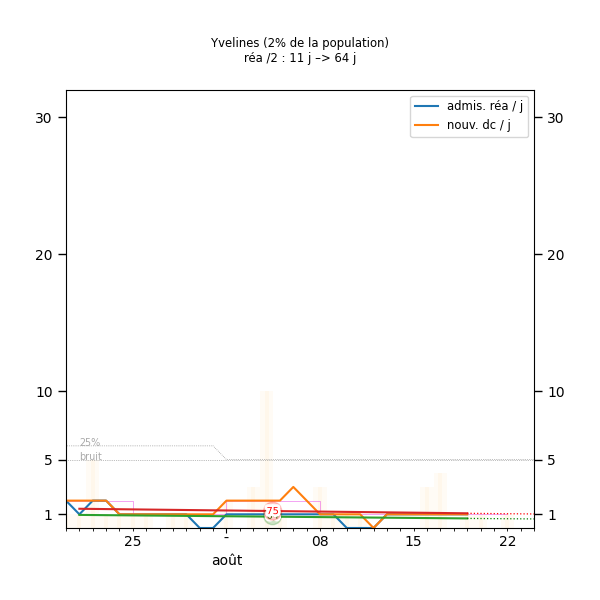 Yvelines (2% de la population)
réa /2 : 11 j –> 64 j
admis. réa / j
nouv. dc / j
30 30
20 20
10 10
25%
bruit
5 5
75
1 1
25 - 08 15 22
août